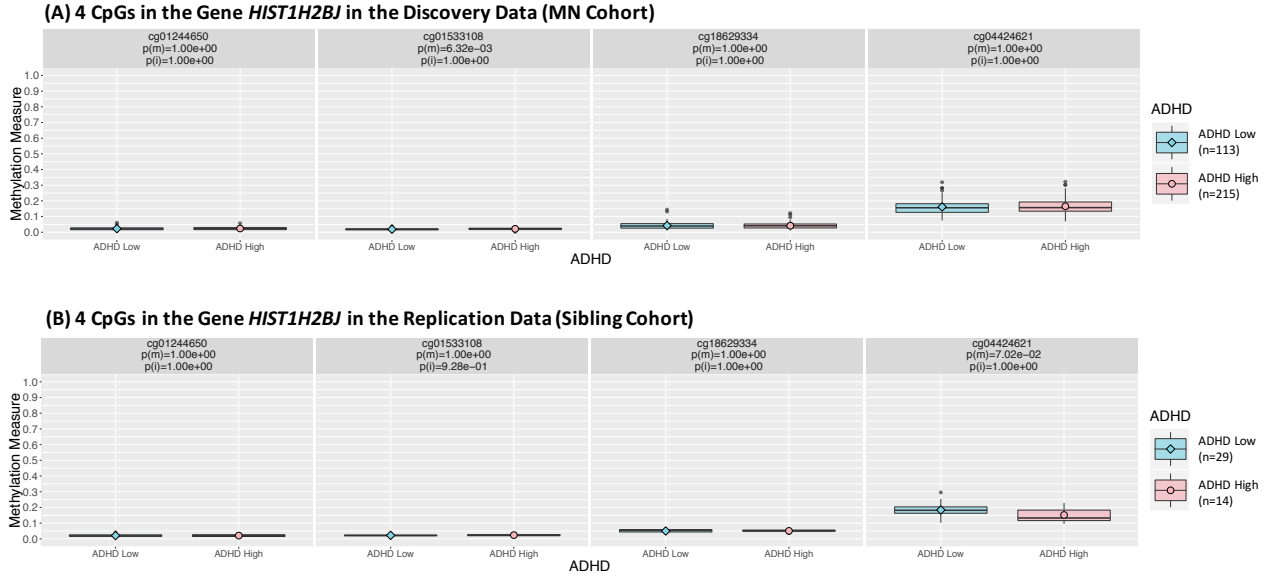 (A) 4 CpGs in the Gene HIST1H2BJ in the Discovery Data (MN Cohort)
cg01244650
p(m)=1.00e+00
p(i)=1.00e+00
cg01533108
p(m)=6.32e−03
p(i)=1.00e+00
cg18629334
p(m)=1.00e+00
p(i)=1.00e+00
cg04424621
p(m)=1.00e+00
p(i)=1.00e+00
Methylation Measure
1.0
0.9
0.8
0.7
0.6
0.5
0.4
0.3
0.2
0.1
0.0
ADHD Low
ADHD High
ADHD Low
ADHD High
ADHD Low
ADHD High
ADHD Low
ADHD High
ADHD
ADHD
ADHD Low
(n=113)
ADHD High
(n=215)
(B) 4 CpGs in the Gene HIST1H2BJ in the Replication Data (Sibling Cohort)
cg01244650
p(m)=1.00e+00
p(i)=1.00e+00
cg01533108
p(m)=1.00e+00
p(i)=9.28e−01
cg18629334
p(m)=1.00e+00
p(i)=1.00e+00
cg04424621
p(m)=7.02e−02
p(i)=1.00e+00
Methylation Measure
1.0
0.9
0.8
0.7
0.6
0.5
0.4
0.3
0.2
0.1
0.0
ADHD Low
ADHD High
ADHD Low
ADHD High
ADHD Low
ADHD High
ADHD Low
ADHD High
ADHD
ADHD
ADHD Low
(n=29)
ADHD High
(n=14)